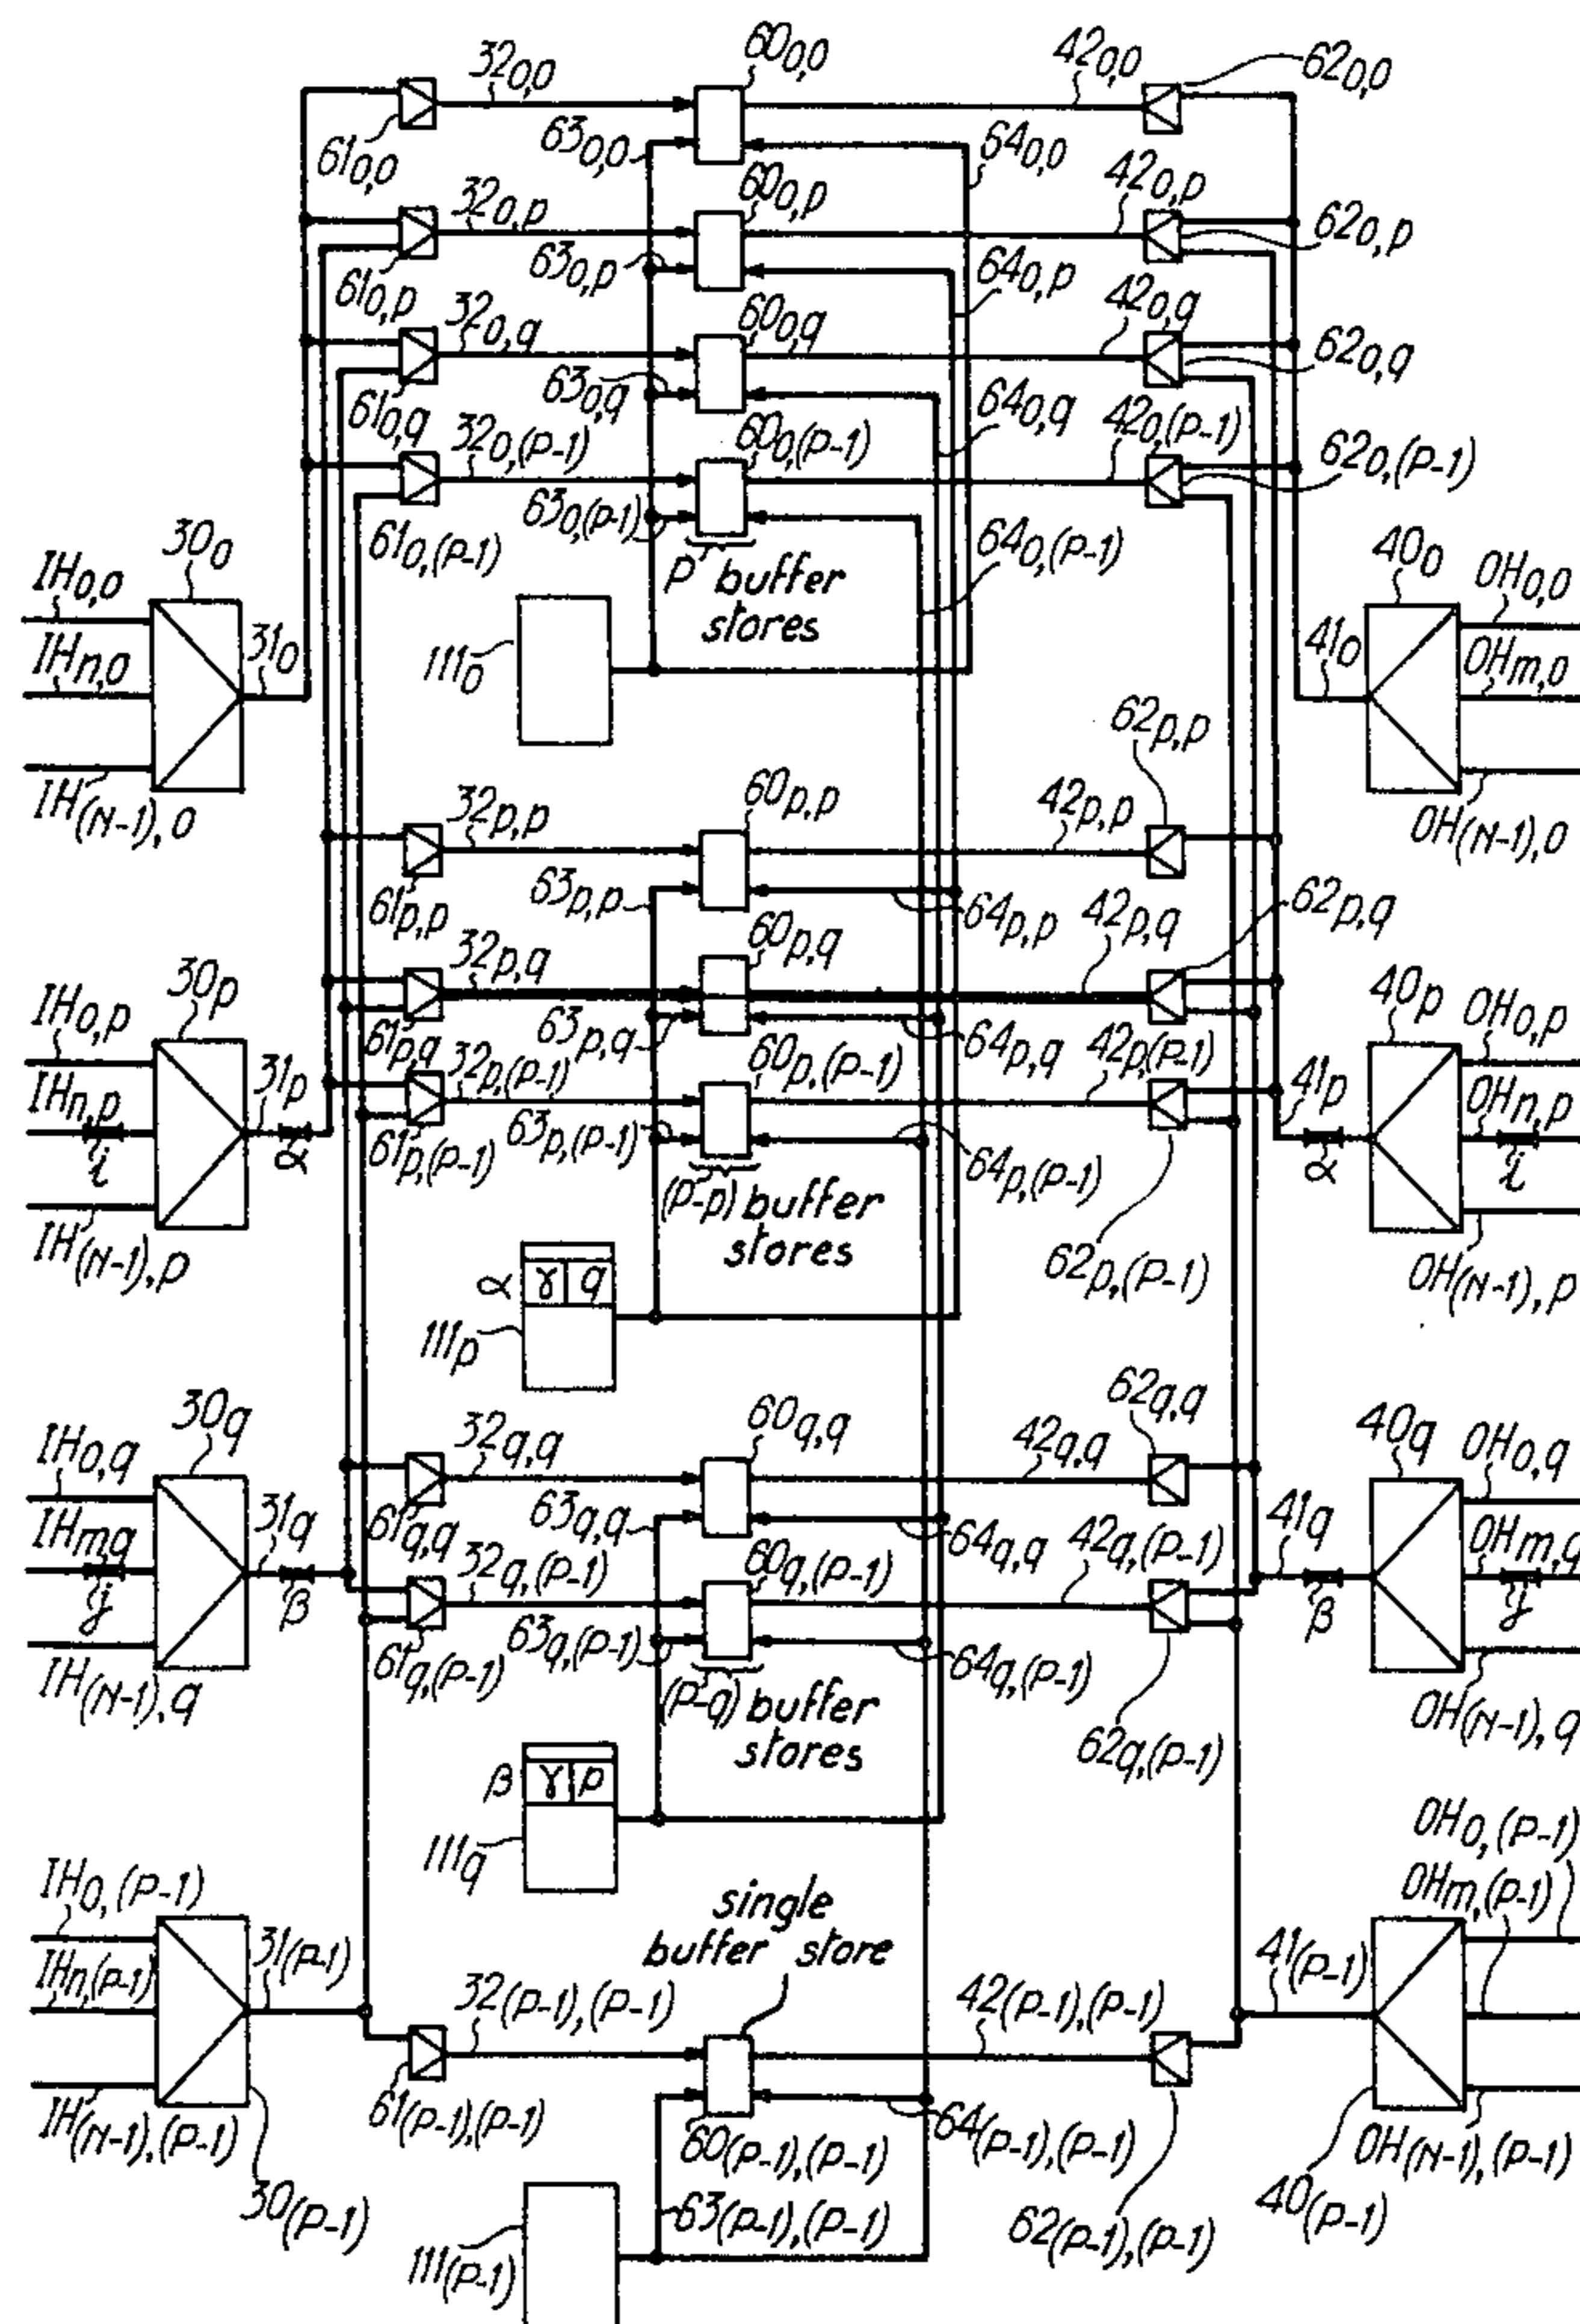 60₀,₀
32₀,₀
42₀,₀
62₀,₀
61₀,₀
63₀,₀
64₀,₀
32₀,p
60₀,p
42₀,p
62₀,p
61₀,p
63₀,p
64₀,p
32₀,q
60₀,q
42₀,q
62₀,q
61₀,q
63₀,q
64₀,q
32₀,(P-1)
60₀,(P-1)
42₀,(P-1)
62₀,(P-1)
61₀,(P-1)
63₀,(P-1)
64₀,(P-1)
P buffer
stores
30₀
IH₀,₀
IHn,₀
IH(N-1),₀
31₀
111₀
40₀
41₀
OH₀,₀
OHm,₀
OH(N-1),₀
62p,p
32p,p
60p,p
42p,p
61p,p
63p,p
64p,p
32p,q
60p,q
42p,q
62p,q
61p,q
63p,q
64p,q
32p,(P-1)
60p,(P-1)
42p,(P-1)
61p,(P-1)
63p,(P-1)
64p,(P-1)
62p,(P-1)
(P-p) buffer
stores
30p
IH₀,p
IHn,p
i
IH(N-1),p
31p
α
α γ q
111p
40p
41p
α
OH₀,p
OHn,p
i
OH(N-1),p
62q,q
32q,q
60q,q
42q,q
61q,q
63q,q
64q,q
32q,(P-1)
60q,(P-1)
42q,(P-1)
61q,(P-1)
63q,(P-1)
64q,(P-1)
62q,(P-1)
(P-q) buffer
stores
30q
IH₀,q
IHmq
j
IH(N-1),q
31q
β
β γ p
111q
40q
41q
β
OH₀,q
OHm,q
j
OH(N-1),q
single
buffer store
IH₀,(P-1)
IHn,(P-1)
IH(N-1),(P-1)
30(P-1)
31(P-1)
32(P-1),(P-1)
42(P-1),(P-1)
61(P-1),(P-1)
60(P-1),(P-1)
64(P-1),(P-1)
63(P-1),(P-1)
62(P-1),(P-1)
111(P-1)
41(P-1)
40(P-1)
OH₀,(P-1)
OHm,(P-1)
OH(N-1),(P-1)